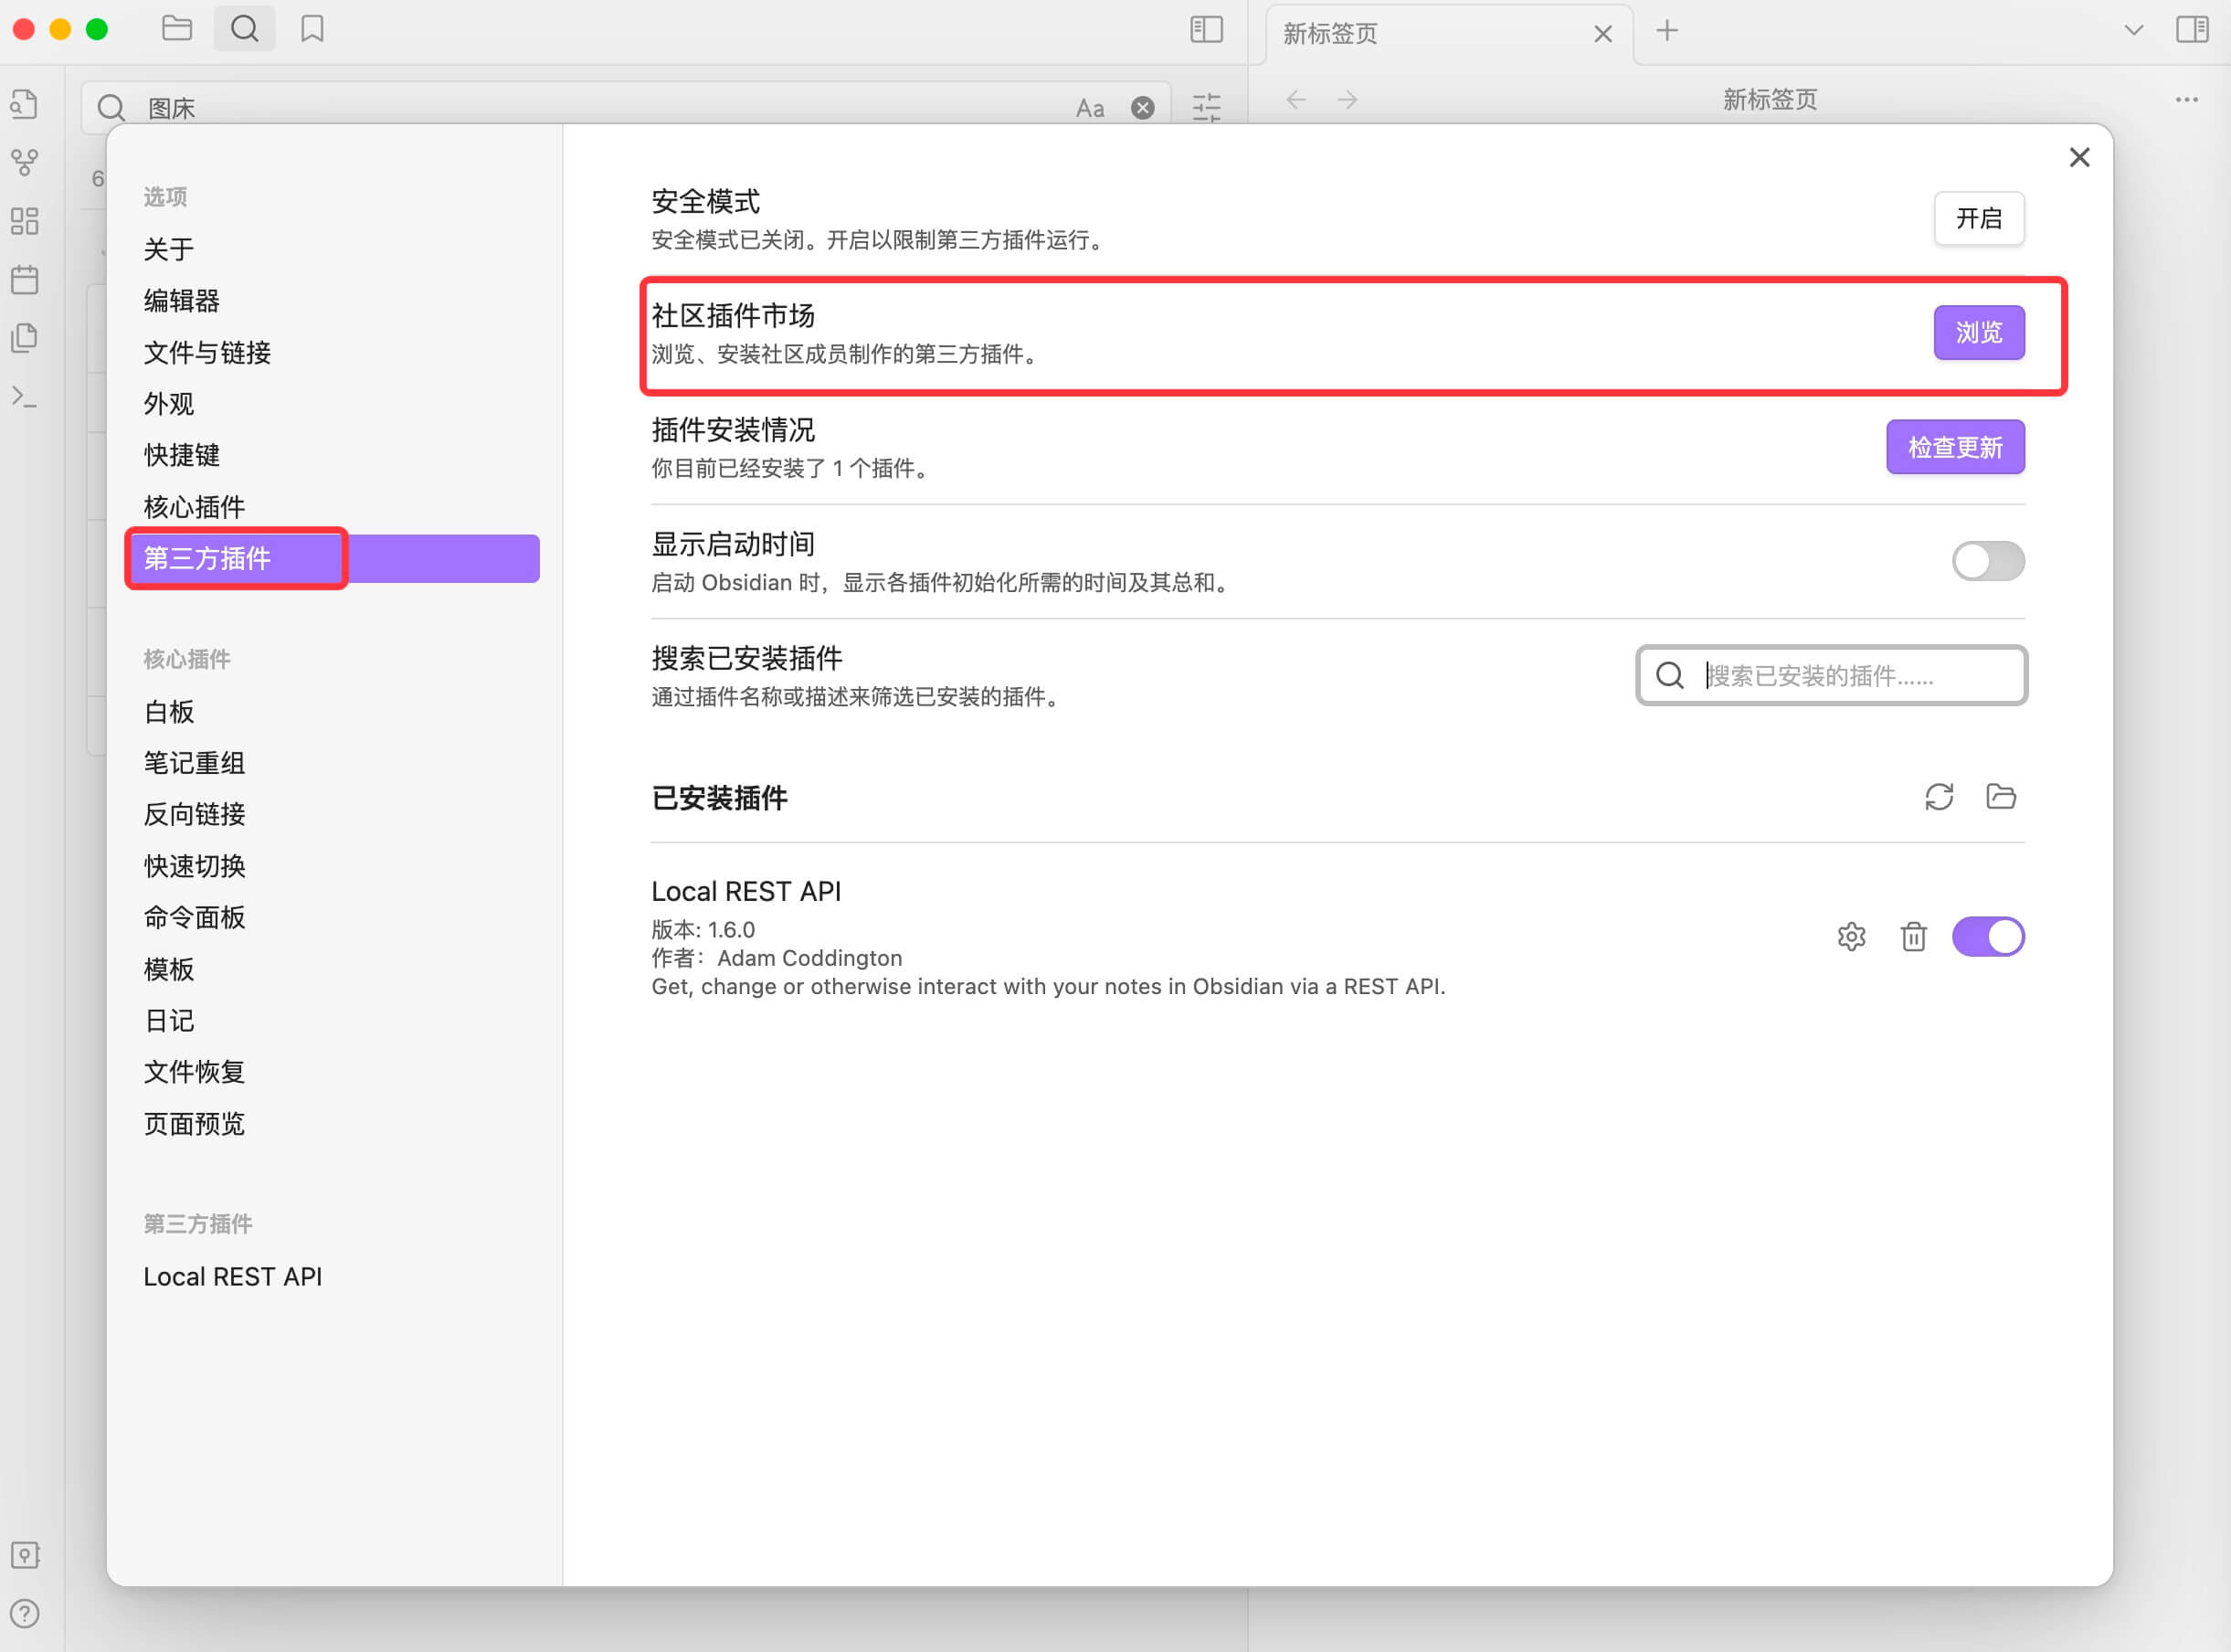 新标签页
图床
Aa
新标签页
6
选项
关于
编辑器
文件与链接
外观
快捷键
核心插件
第三方插件
核心插件
白板
笔记重组
反向链接
快速切换
命令面板
模板
日记
文件恢复
页面预览
第三方插件
Local REST API
安全模式
安全模式已关闭。开启以限制第三方插件运行。
开启
社区插件市场
浏览、安装社区成员制作的第三方插件。
浏览
插件安装情况
你目前已经安装了 1 个插件。
检查更新
显示启动时间
启动 Obsidian 时，显示各插件初始化所需的时间及其总和。
搜索已安装插件
通过插件名称或描述来筛选已安装的插件。
搜索已安装的插件……
已安装插件
Local REST API
版本: 1.6.0
作者：Adam Coddington
Get, change or otherwise interact with your notes in Obsidian via a REST API.